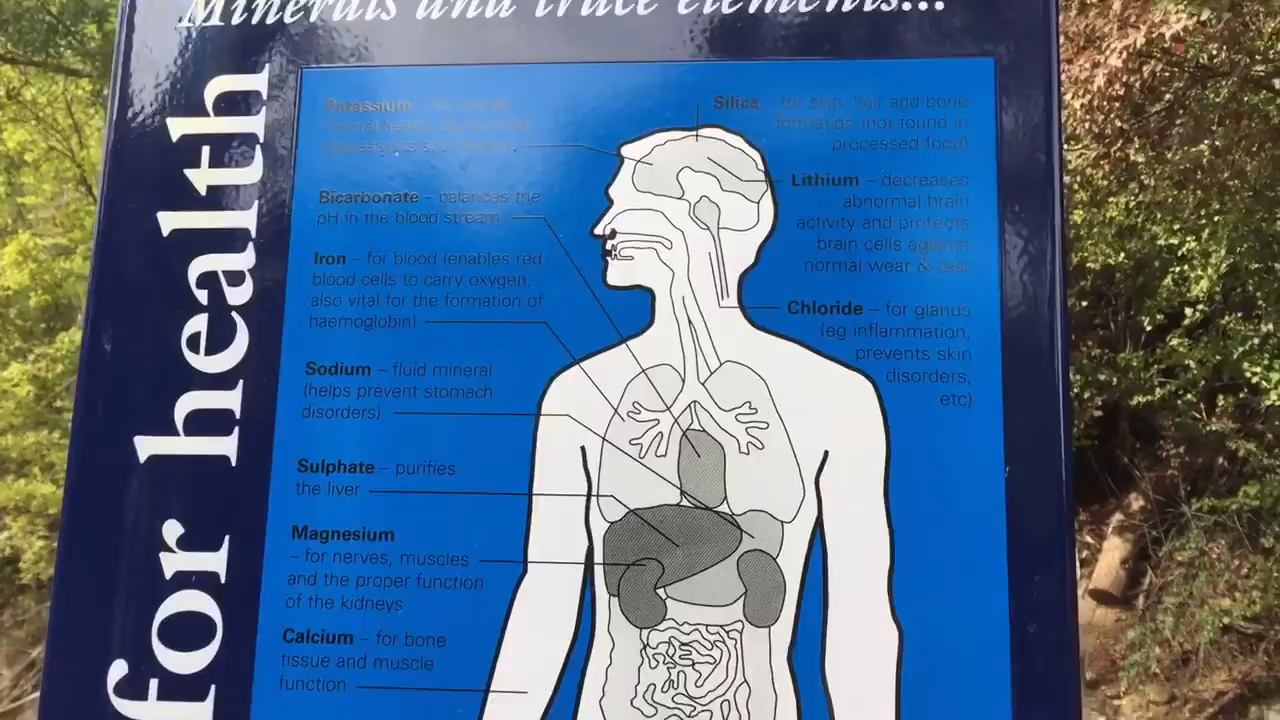 Minerals and trace elements...
for health
Potassium –
Bicarbonate – balances the
pH in the blood stream
Iron – for blood (enables red
blood cells to carry oxygen,
also vital for the formation of
haemoglobin)
Sodium – fluid mineral
(helps prevent stomach
disorders)
Sulphate – purifies
the liver
Magnesium
– for nerves, muscles
and the proper function
of the kidneys
Calcium – for bone
tissue and muscle
function
Silica – for skin, hair and bone
formation (not found in
processed food)
Lithium – decreases
abnormal brain
activity and protects
brain cells against
normal wear & tear
Chloride – for glands
(eg inflammation,
prevents skin
disorders,
etc)